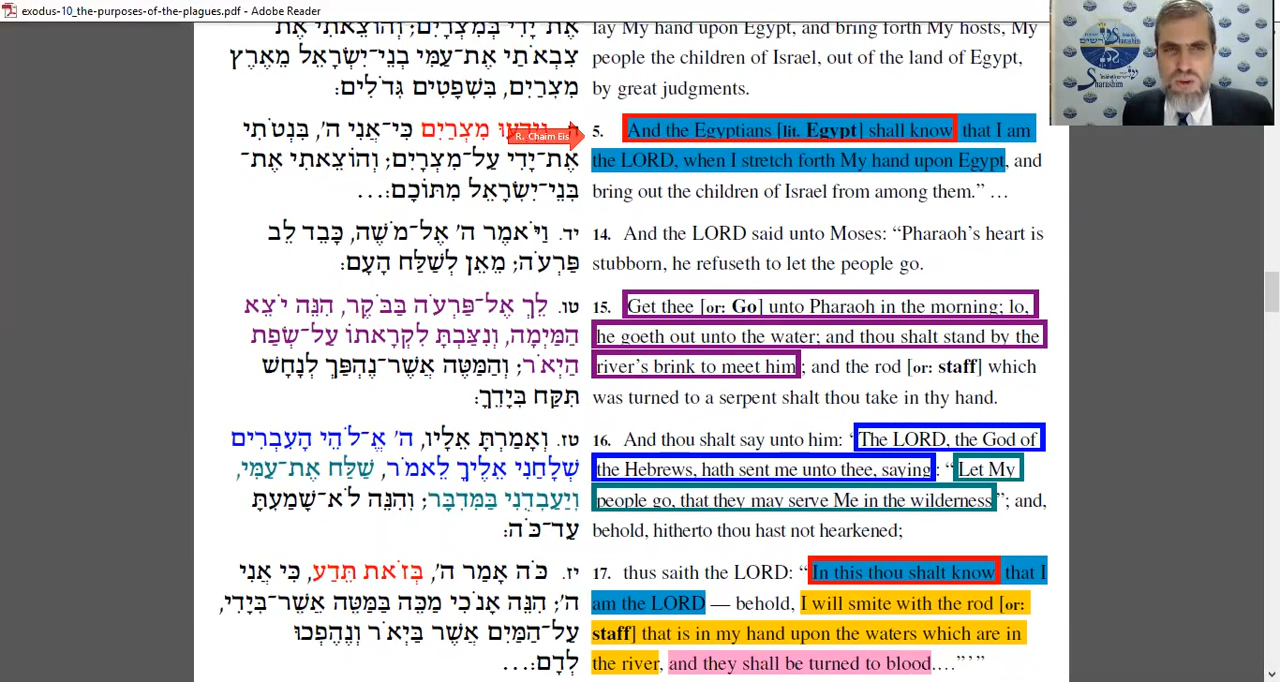 exodus-10_the-purposes-of-the-plagues.pdf - Adobe Reader
אֶת־יָדִי בְּמִצְרָיִם; וְהוֹצֵאתִי אֶת־
צִבְאֹתַי אֶת־עַמִּי בְנֵי־יִשְׂרָאֵל מֵאֶרֶץ
מִצְרַיִם, בִּשְׁפָטִים גְּדֹלִים:
ה. וְיָדְעוּ מִצְרַיִם כִּי־אֲנִי ה', בִּנְטֹתִי
אֶת־יָדִי עַל־מִצְרָיִם; וְהוֹצֵאתִי אֶת־
בְּנֵי־יִשְׂרָאֵל מִתּוֹכָם:…
יד. וַיֹּאמֶר ה' אֶל־מֹשֶׁה, כָּבֵד לֵב
פַּרְעֹה; מֵאֵן לְשַׁלַּח הָעָם:
טו. לֵךְ אֶל־פַּרְעֹה בַּבֹּקֶר, הִנֵּה יֹצֵא
הַמַּיְמָה, וְנִצַּבְתָּ לִקְרָאתוֹ עַל־שְׂפַת
הַיְאֹר; וְהַמַּטֶּה אֲשֶׁר־נֶהְפַּךְ לְנָחָשׁ
תִּקַּח בְּיָדֶךָ:
טז. וְאָמַרְתָּ אֵלָיו, ה' אֱ־לֹהֵי הָעִבְרִים
שְׁלָחַנִי אֵלֶיךָ לֵאמֹר, שַׁלַּח אֶת־עַמִּי,
וְיַעַבְדֻנִי בַּמִּדְבָּר; וְהִנֵּה לֹא־שָׁמַעְתָּ
עַד־כֹּה:
יז. כֹּה אָמַר ה', בְּזֹאת תֵּדַע, כִּי אֲנִי
ה'; הִנֵּה אָנֹכִי מַכֶּה בַּמַּטֶּה אֲשֶׁר־בְּיָדִי,
עַל־הַמַּיִם אֲשֶׁר בַּיְאֹר וְנֶהֶפְכוּ
לְדָם:…
R. Chaim Eis
lay My hand upon Egypt, and bring forth My hosts, My
people the children of Israel, out of the land of Egypt,
by great judgments.
5. And the Egyptians [lit. Egypt] shall know that I am
the LORD, when I stretch forth My hand upon Egypt, and
bring out the children of Israel from among them.” …
14. And the LORD said unto Moses: “Pharaoh’s heart is
stubborn, he refuseth to let the people go.
15. Get thee [or: Go] unto Pharaoh in the morning; lo,
he goeth out unto the water; and thou shalt stand by the
river’s brink to meet him; and the rod [or: staff] which
was turned to a serpent shalt thou take in thy hand.
16. And thou shalt say unto him: ‘The LORD, the God of
the Hebrews, hath sent me unto thee, saying: “Let My
people go, that they may serve Me in the wilderness”; and,
behold, hitherto thou hast not hearkened;
17. thus saith the LORD: “In this thou shalt know that I
am the LORD — behold, I will smite with the rod [or:
staff] that is in my hand upon the waters which are in
the river, and they shall be turned to blood.…”’”
Sharashim